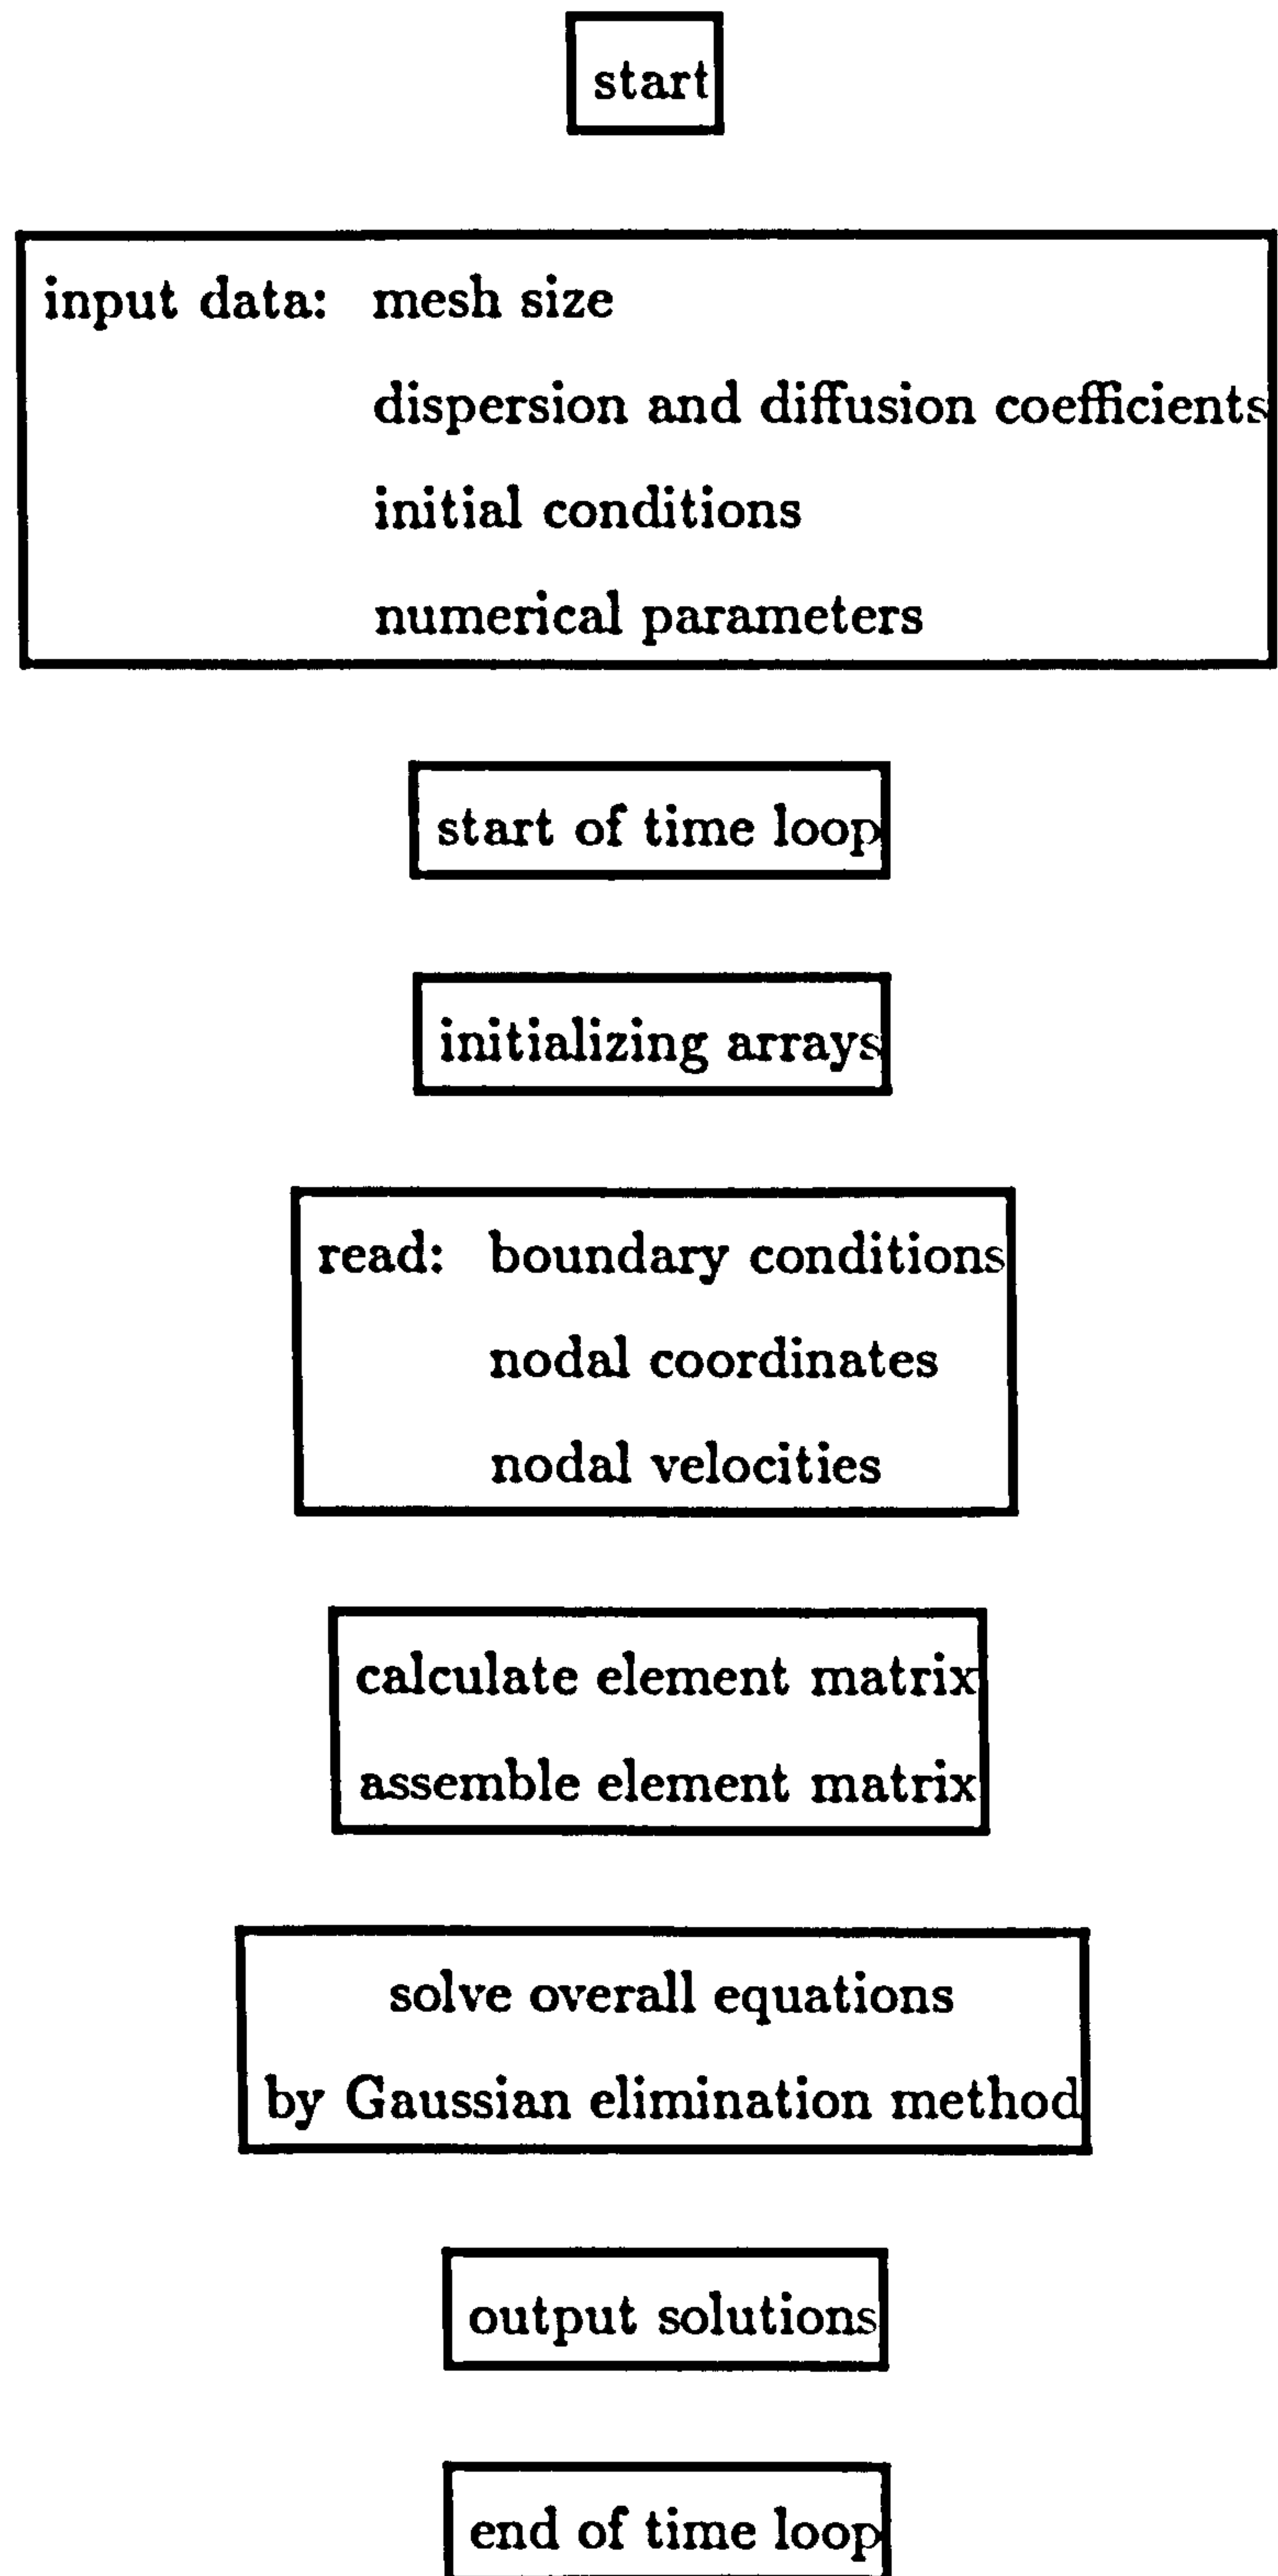 start
input data: mesh size
dispersion and diffusion coefficients
initial conditions
numerical parameters
start of time loop
initializing arrays
read: boundary conditions
nodal coordinates
nodal velocities
calculate element matrix
assemble element matrix
solve overall equations
by Gaussian elimination method
output solutions
end of time loop